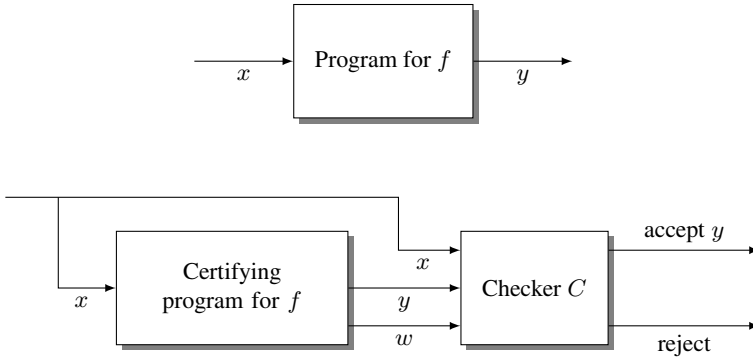 Program for f
x
y
accept y
Certifying
program for f
x
x
y
w
Checker C
reject